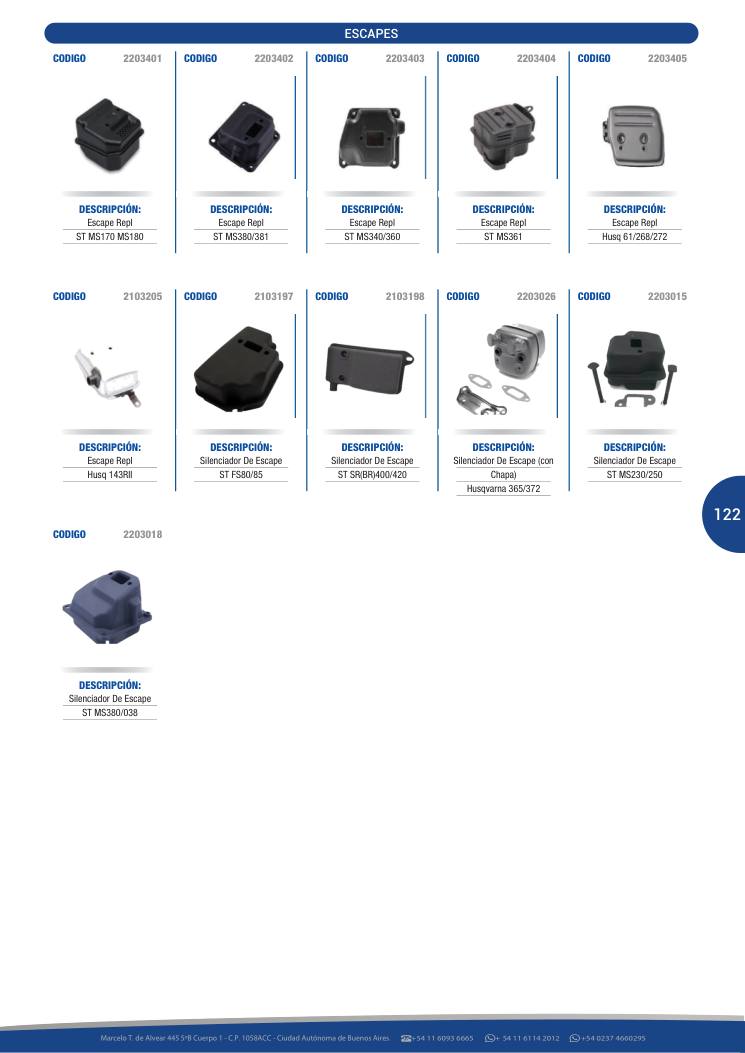 ESCAPES
CODIGO 2203401
DESCRIPCIÓN:
Escape Repl
ST MS170 MS180
CODIGO 2203402
DESCRIPCIÓN:
Escape Repl
ST MS380/381
CODIGO 2203403
DESCRIPCIÓN:
Escape Repl
ST MS340/360
CODIGO 2203404
DESCRIPCIÓN:
Escape Repl
ST MS361
CODIGO 2203405
DESCRIPCIÓN:
Escape Repl
Husq 61/268/272
CODIGO 2103205
DESCRIPCIÓN:
Escape Repl
Husq 143RII
CODIGO 2103197
DESCRIPCIÓN:
Silenciador De Escape
ST FS80/85
CODIGO 2103198
DESCRIPCIÓN:
Silenciador De Escape
ST SR(BR)400/420
CODIGO 2203026
DESCRIPCIÓN:
Silenciador De Escape (con
Chapa)
Husqvarna 365/372
CODIGO 2203015
DESCRIPCIÓN:
Silenciador De Escape
ST MS230/250
122
CODIGO 2203018
DESCRIPCIÓN:
Silenciador De Escape
ST MS380/038
Marcelo T. de Alvear 445 5ºB Cuerpo 1 - C.P. 1058ACC - Ciudad Autónoma de Buenos Aires. +54 11 6093 6665 + 54 11 6114 2012 +54 0237 4660295